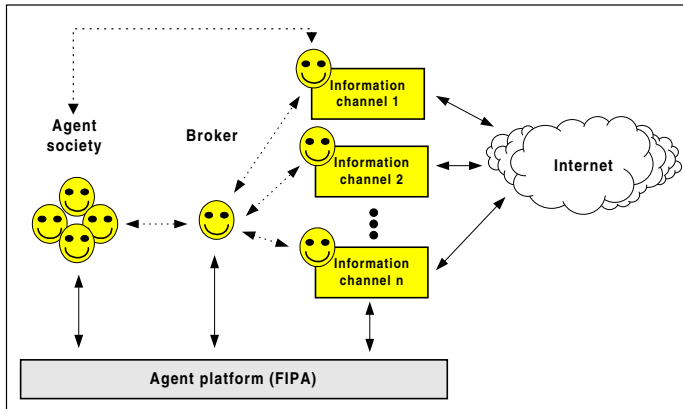 Information
channel 1
Agent
society
Broker
Information
channel 2
Internet
Information
channel n
Agent platform (FIPA)